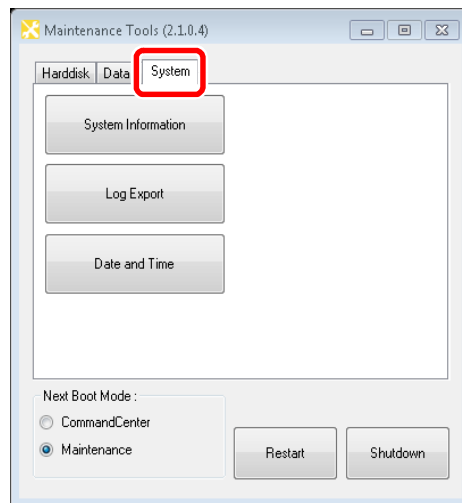 Maintenance Tools (2.1.0.4)
Harddisk Data System
System Information
Log Export
Date and Time
Next Boot Mode :
CommandCenter
Maintenance
Restart Shutdown